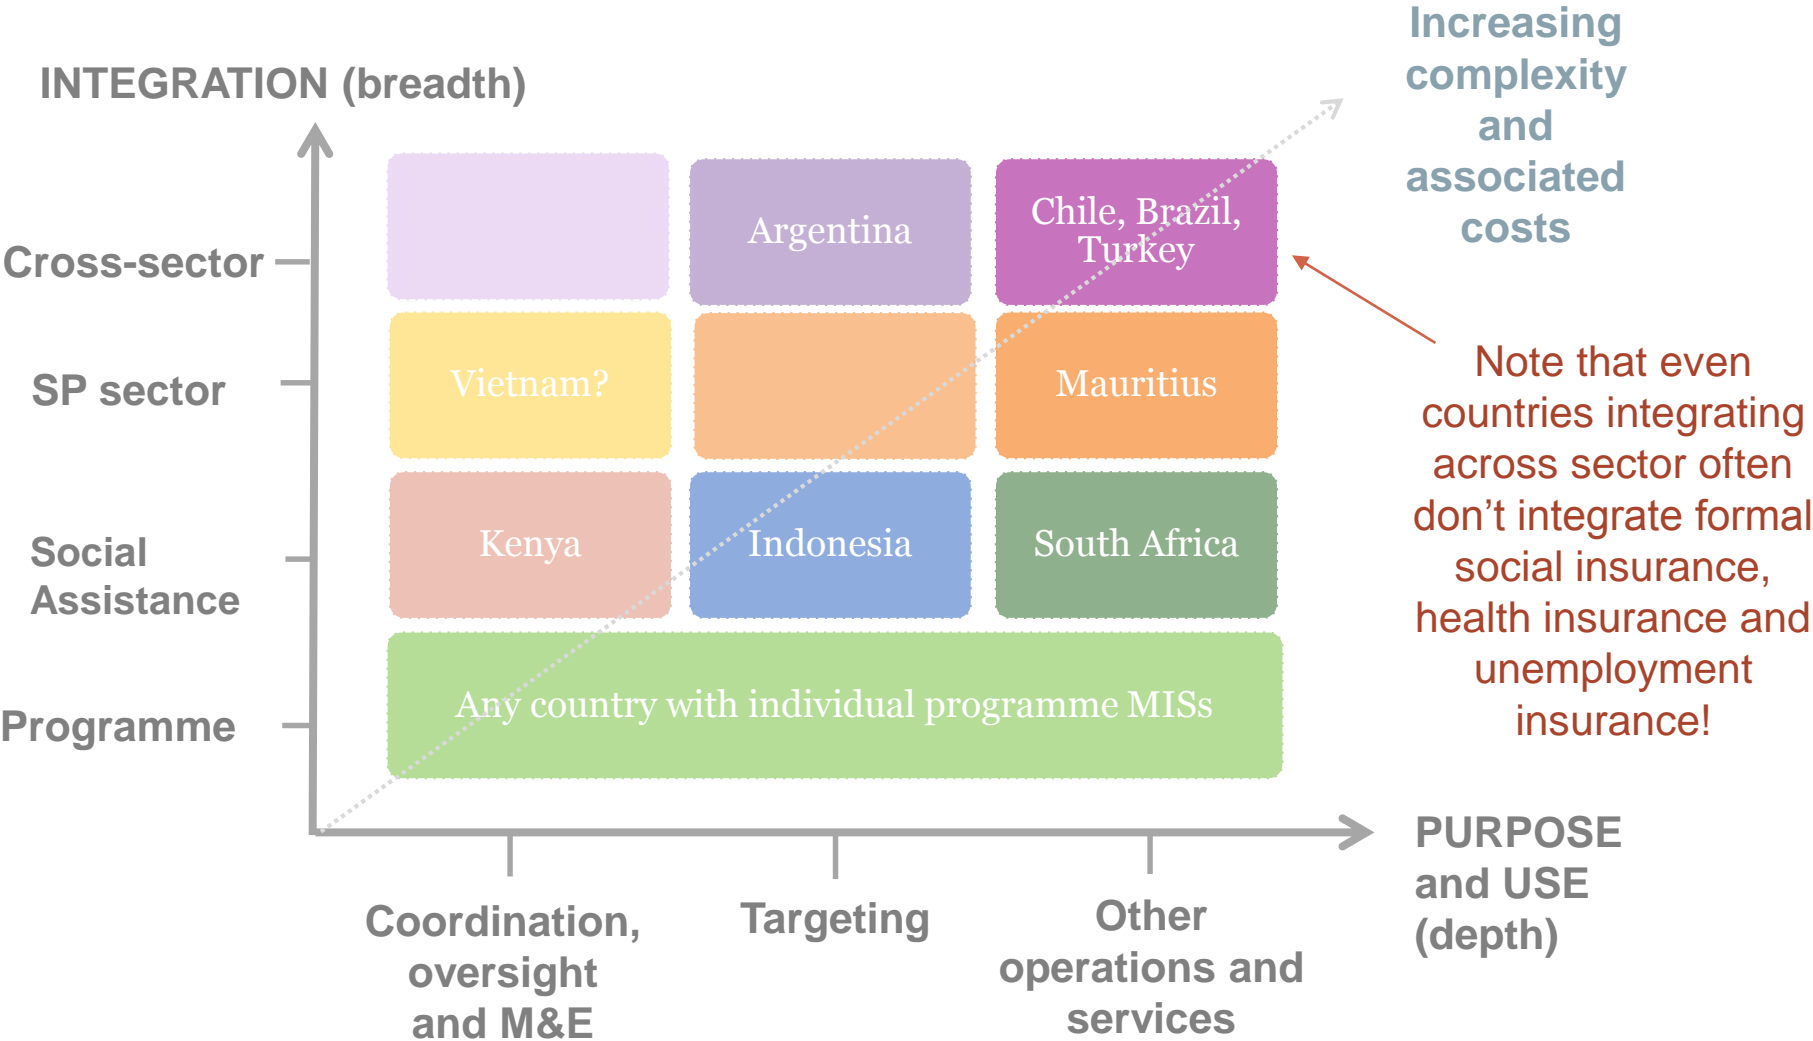 Increasing
complexity
and
associated
costs
INTEGRATION (breadth)
Cross-sector
Argentina
Chile, Brazil,
Turkey
SP sector
Vietnam?
Mauritius
Note that even
countries integrating
across sector often
don’t integrate formal
social insurance,
health insurance and
unemployment
insurance!
Social
Assistance
Kenya
Indonesia
South Africa
Programme
Any country with individual programme MISs
PURPOSE
and USE
(depth)
Coordination,
oversight
and M&E
Targeting
Other
operations and
services